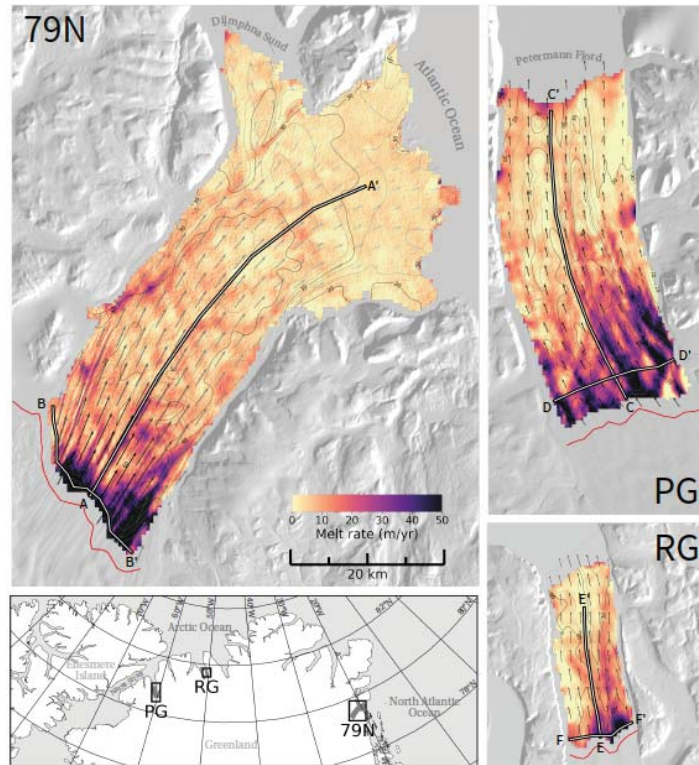 79N
Dijmphna Sund
Atlantic Ocean
A'
B
A
B'
0 10 20 30 40 50
Melt rate (m/yr)
20 km
Petermann Fjord
C'
D'
D
C
PG
RG
E'
F'
F
E
Arctic Ocean
Ellesmere
Island
PG
RG
79N
North Atlantic
Ocean
Greenland